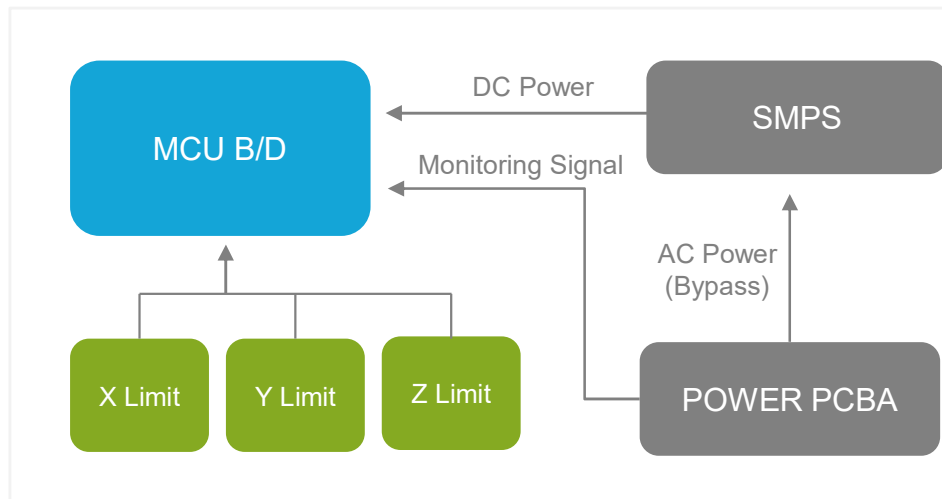 DC Power
SMPS
MCU B/D
Monitoring Signal
AC Power
(Bypass)
X Limit
Y Limit
Z Limit
POWER PCBA